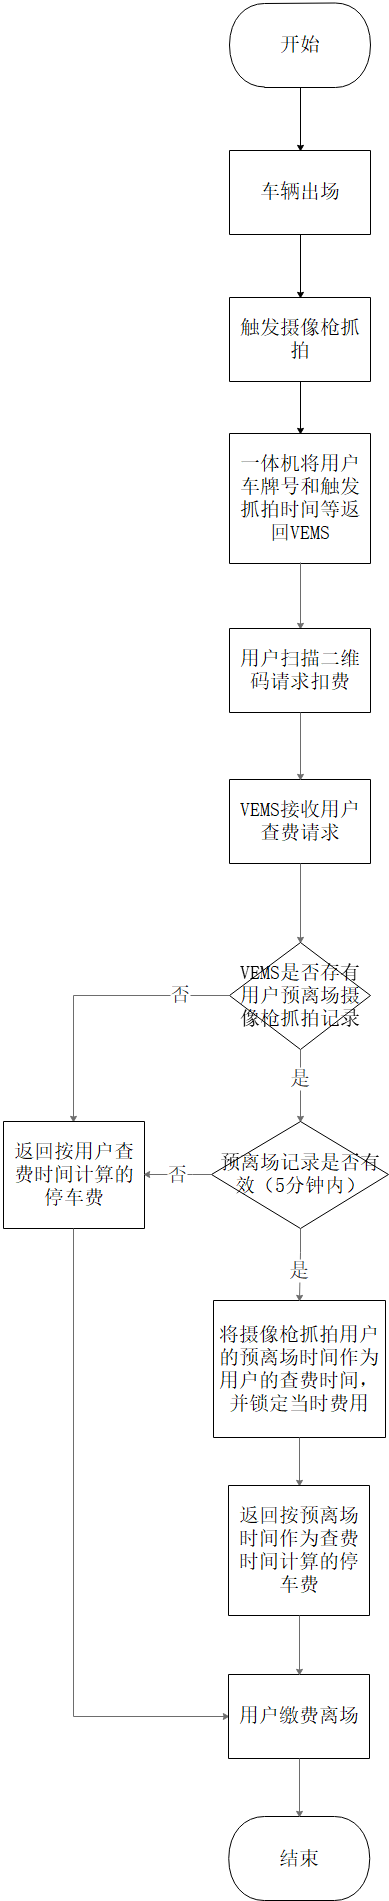 开始
车辆出场
触发摄像枪抓
拍
一体机将用户
车牌号和触发
抓拍时间等返
回VEMS
用户扫描二维
码请求扣费
VEMS接收用户
查费请求
VEMS是否存有
用户预离场摄
像枪抓拍记录
否
是
返回按用户查
费时间计算的
停车费
否
预离场记录是否有
效（5分钟内）
是
将摄像枪抓拍用户
的预离场时间作为
用户的查费时间，
并锁定当时费用
返回按预离场
时间作为查费
时间计算的停
车费
用户缴费离场
结束